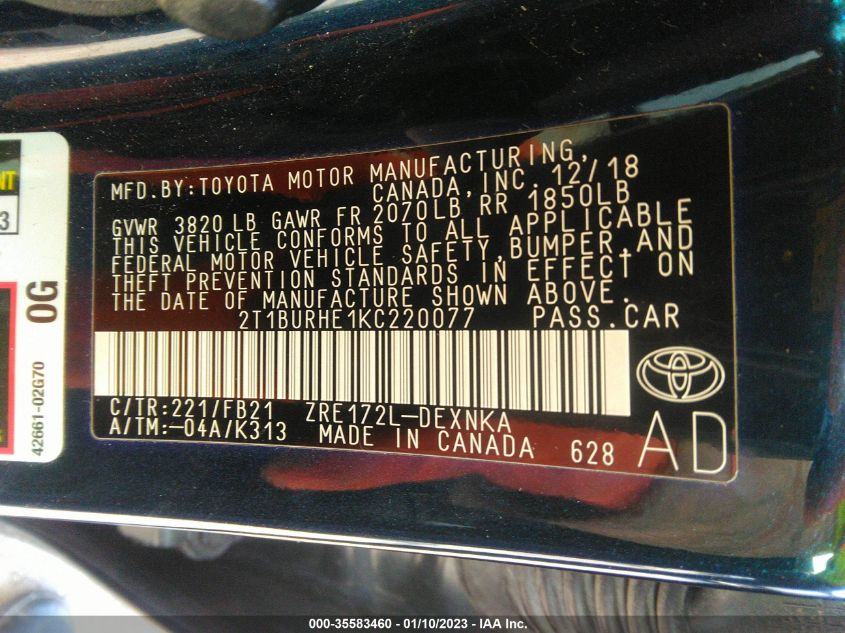 MFD.BY:TOYOTA MOTOR MANUFACTURING,
CANADA,INC. 12/18
GVWR 3820 LB GAWR FR 2070LB RR 1850LB
THIS VEHICLE CONFORMS TO ALL APPLICABLE
FEDERAL MOTOR VEHICLE SAFETY,BUMPER,AND
THEFT PREVENTION STANDARDS IN EFFECT ON
THE DATE OF MANUFACTURE SHOWN ABOVE.
2T1BURHE1KC220077 PASS.CAR
C/TR:221/FB21 ZRE172L-DEXNKA
A/TM:-04A/K313 MADE IN CANADA 628
AD
NT
3
0G
42661-02G70
000-35583460 - 01/10/2023 - IAA Inc.